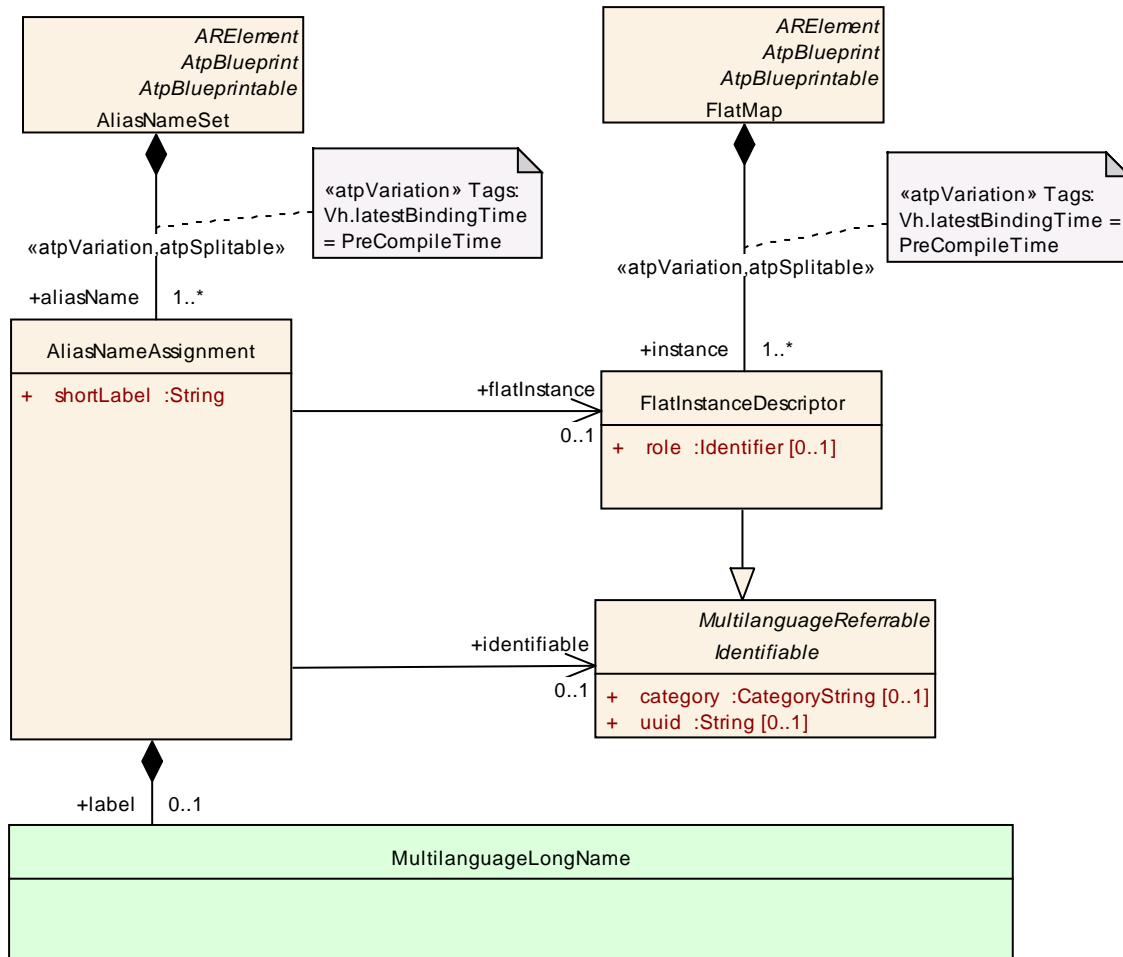 ARElement
AtpBlueprint
AtpBlueprintable
AliasNameSet
ARElement
AtpBlueprint
AtpBlueprintable
FlatMap
«atpVariation» Tags:
Vh.latestBindingTime
= PreCompileTime
«atpVariation» Tags:
Vh.latestBindingTime =
PreCompileTime
«atpVariation,atpSplitable»
«atpVariation,atpSplitable»
+aliasName 1..*
+instance 1..*
AliasNameAssignment
+ shortLabel :String
+flatInstance
0..1
FlatInstanceDescriptor
+ role :Identifier [0..1]
+identifiable
0..1
MultilanguageReferrable
Identifiable
+ category :CategoryString [0..1]
+ uuid :String [0..1]
+label 0..1
MultilanguageLongName